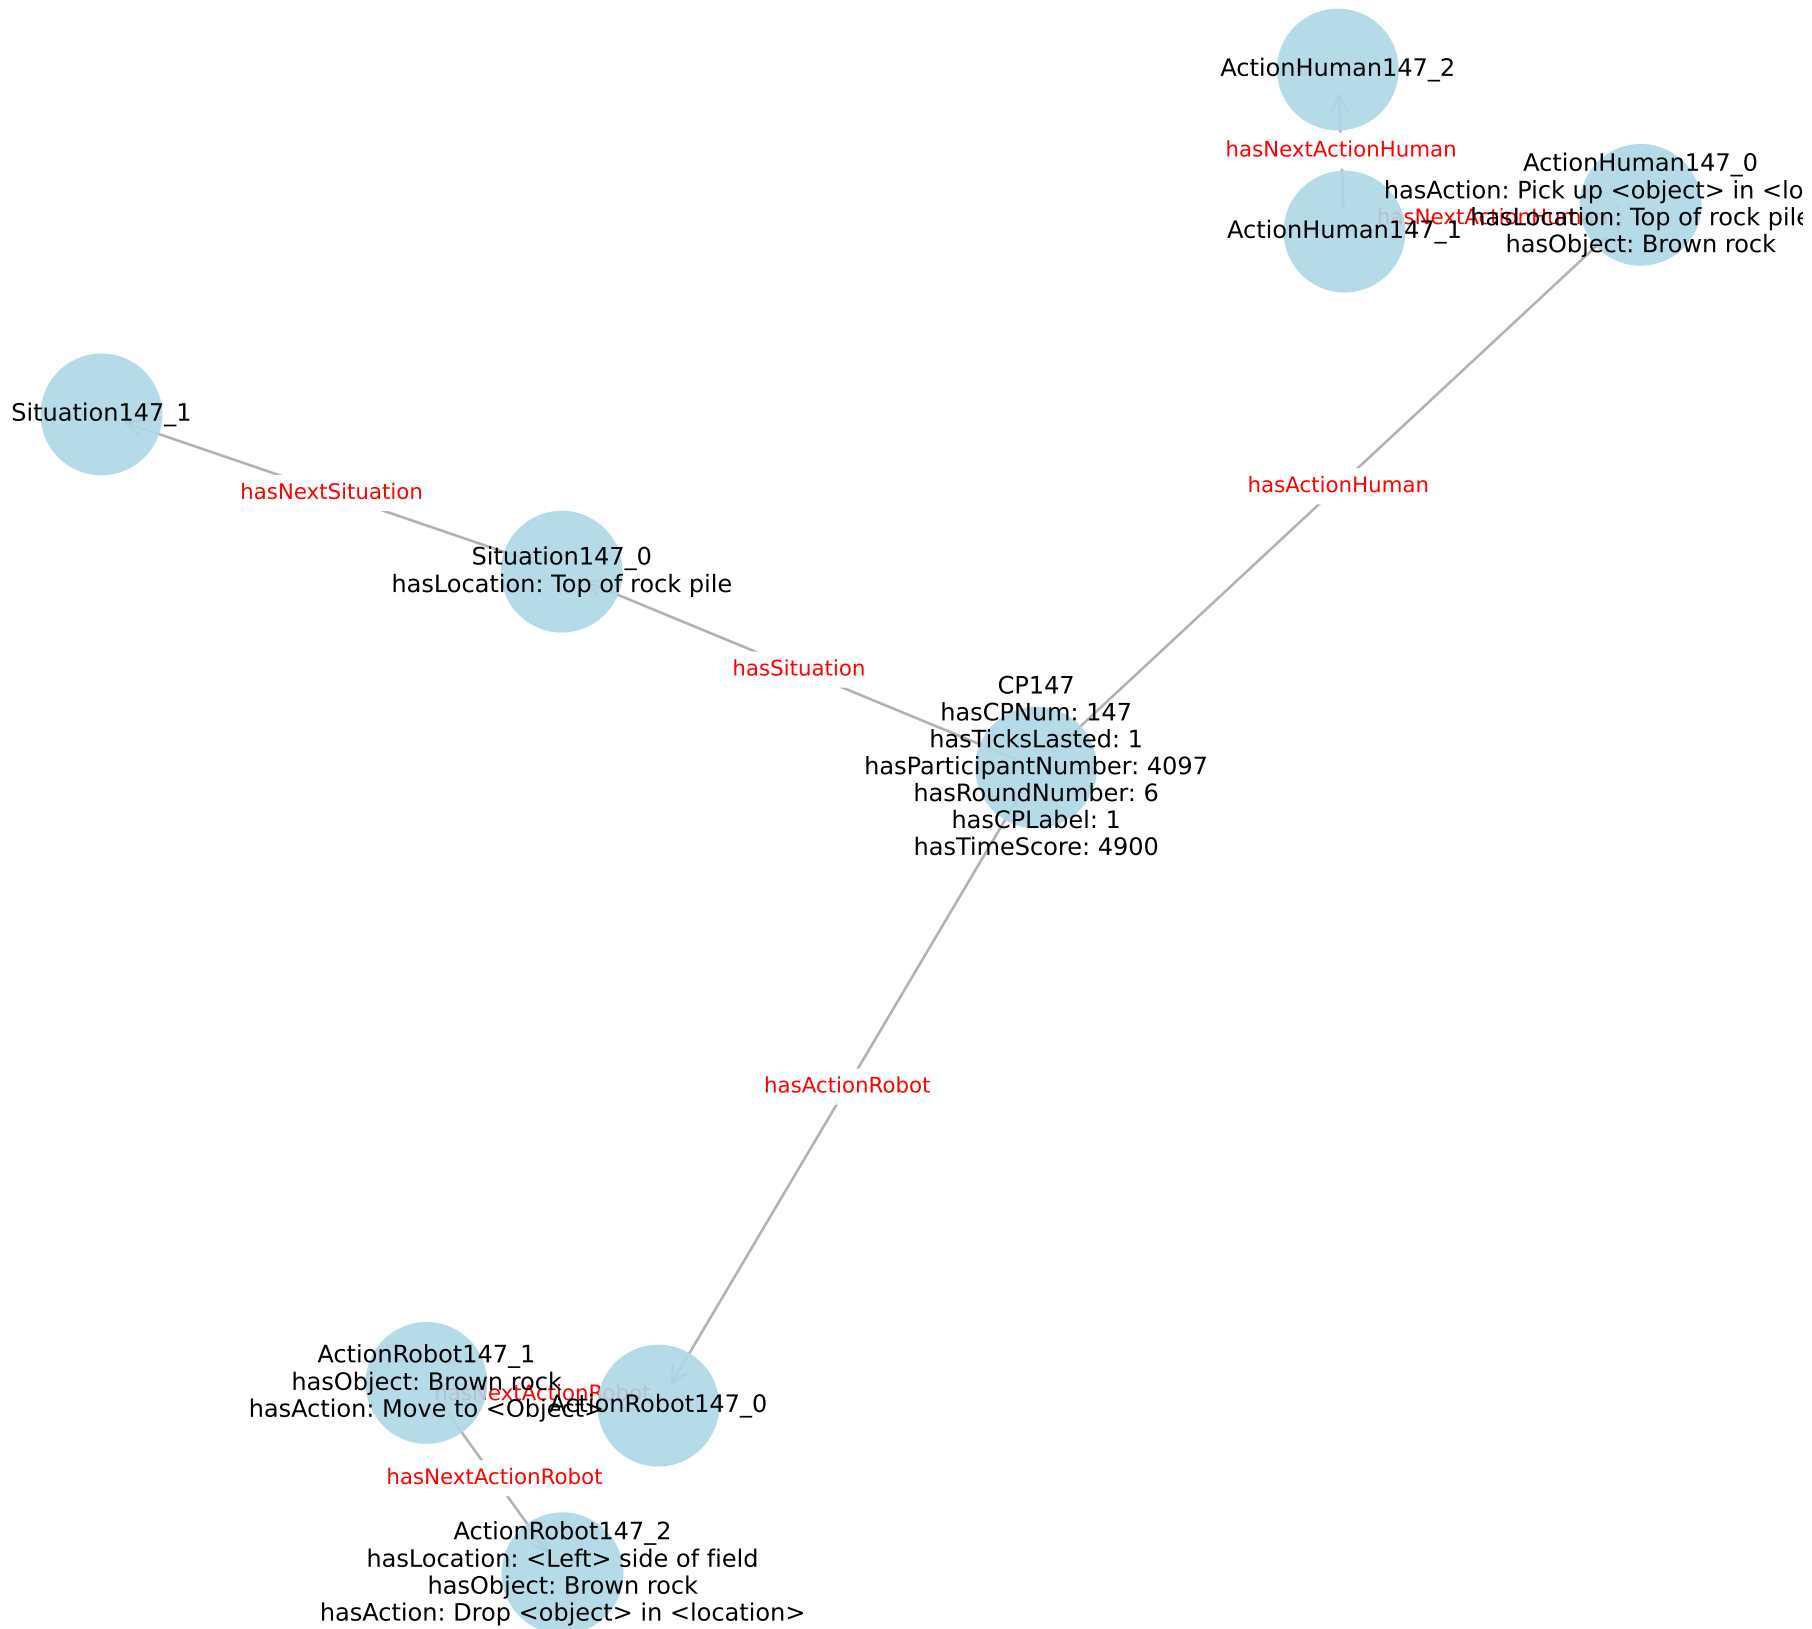 ActionHuman147_2
hasNextActionHuman
ActionHuman147_0
hasAction: Pick up <object> in <lo
hasLocation: Top of rock pile
hasObject: Brown rock
ActionHuman147_1
Situation147_1
hasNextSituation
hasActionHuman
Situation147_0
hasLocation: Top of rock pile
hasSituation
CP147
hasCPNum: 147
hasTicksLasted: 1
hasParticipantNumber: 4097
hasRoundNumber: 6
hasCPLabel: 1
hasTimeScore: 4900
hasActionRobot
ActionRobot147_1
hasObject: Brown rock
hasAction: Move to <Object>
hasNextActionRobot
ActionRobot147_0
hasNextActionRobot
ActionRobot147_2
hasLocation: <Left> side of field
hasObject: Brown rock
hasAction: Drop <object> in <location>